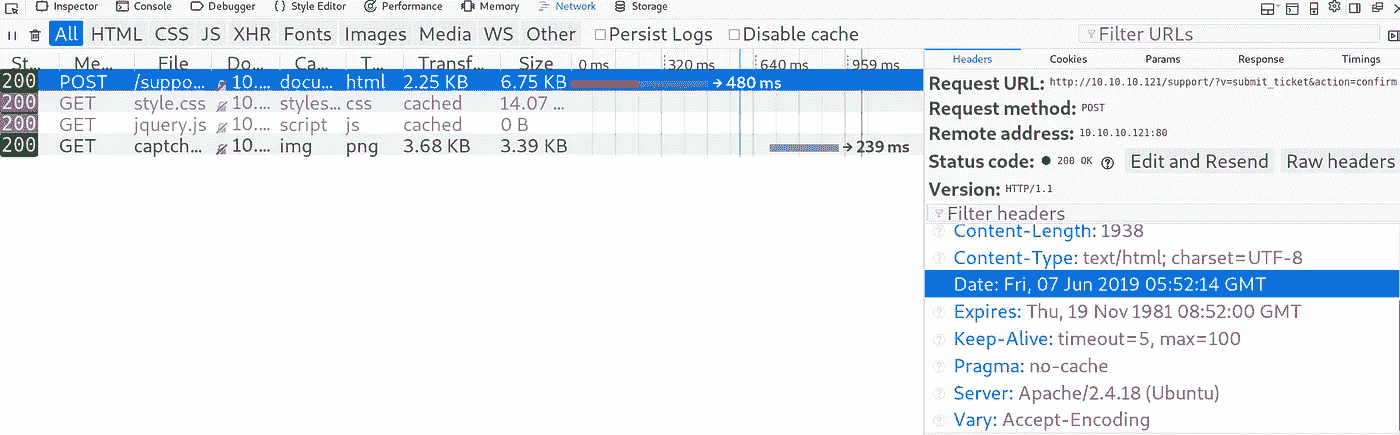 Inspector Console Debugger Style Editor Performance Memory Network Storage
All HTML CSS JS XHR Fonts Images Media WS Other Persist Logs Disable cache Filter URLs
St... Me... File Do... Ca... T... Transf... Size 0 ms 320 ms 640 ms 959 ms
200 POST /suppo... 10.... docu... html 2.25 KB 6.75 KB → 480 ms
200 GET style.css 10.... styles... css cached 14.07 ...
200 GET jquery.js 10.... script js cached 0 B
200 GET captch... 10.... img png 3.68 KB 3.39 KB → 239 ms
Headers Cookies Params Response Timings
Request URL: http://10.10.10.121/support/?v=submit_ticket&action=confirm
Request method: POST
Remote address: 10.10.10.121:80
Status code: 200 OK Edit and Resend Raw headers
Version: HTTP/1.1
Filter headers
Content-Length: 1938
Content-Type: text/html; charset=UTF-8
Date: Fri, 07 Jun 2019 05:52:14 GMT
Expires: Thu, 19 Nov 1981 08:52:00 GMT
Keep-Alive: timeout=5, max=100
Pragma: no-cache
Server: Apache/2.4.18 (Ubuntu)
Vary: Accept-Encoding